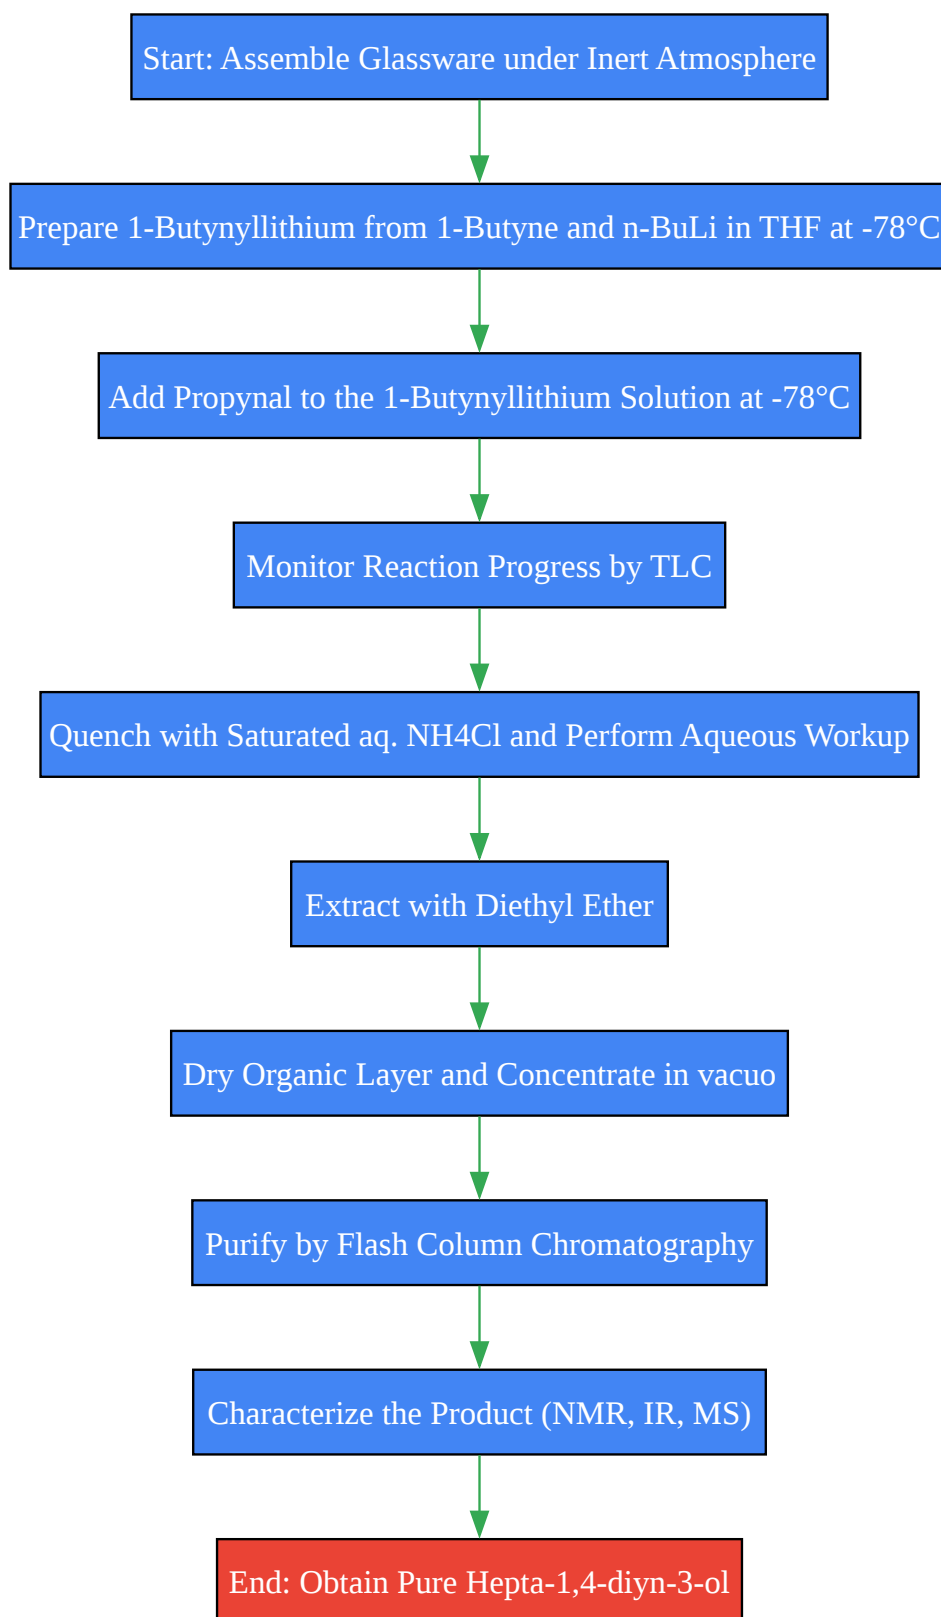 Start: Assemble Glassware under Inert Atmosphere
Prepare 1-Butynyllithium from 1-Butyne and n-BuLi in THF at -78°C
Add Propynal to the 1-Butynyllithium Solution at -78°C
Monitor Reaction Progress by TLC
Quench with Saturated aq. NH4Cl and Perform Aqueous Workup
Extract with Diethyl Ether
Dry Organic Layer and Concentrate in vacuo
Purify by Flash Column Chromatography
Characterize the Product (NMR, IR, MS)
End: Obtain Pure Hepta-1,4-diyn-3-ol